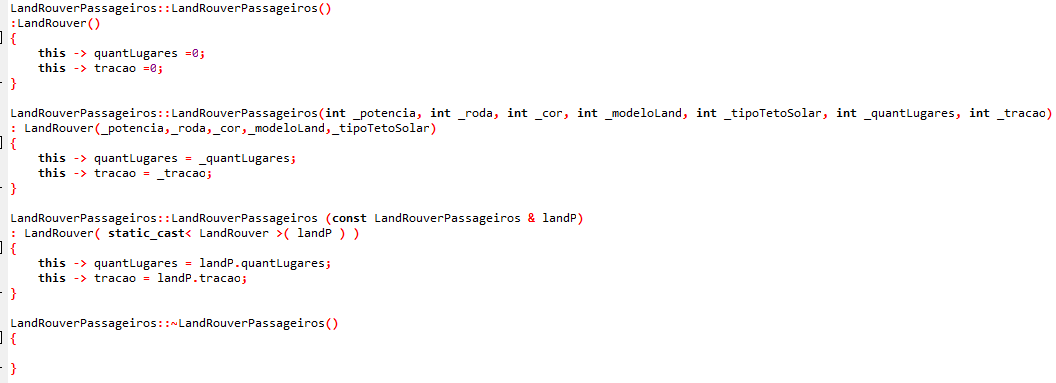 LandRouverPassageiros::LandRouverPassageiros()
:LandRouver()
{
    this -> quantLugares =0;
    this -> tracao =0;
}
LandRouverPassageiros::LandRouverPassageiros(int _potencia, int _roda, int _cor, int _modeloLand, int _tipoTetoSolar, int _quantLugares, int _tracao)
: LandRouver(_potencia,_roda,_cor,_modeloLand,_tipoTetoSolar)
{
    this -> quantLugares = _quantLugares;
    this -> tracao = _tracao;
}
LandRouverPassageiros::LandRouverPassageiros (const LandRouverPassageiros & landP)
: LandRouver( static_cast< LandRouver >( landP ) )
{
    this -> quantLugares = landP.quantLugares;
    this -> tracao = landP.tracao;
}
LandRouverPassageiros::~LandRouverPassageiros()
{
}